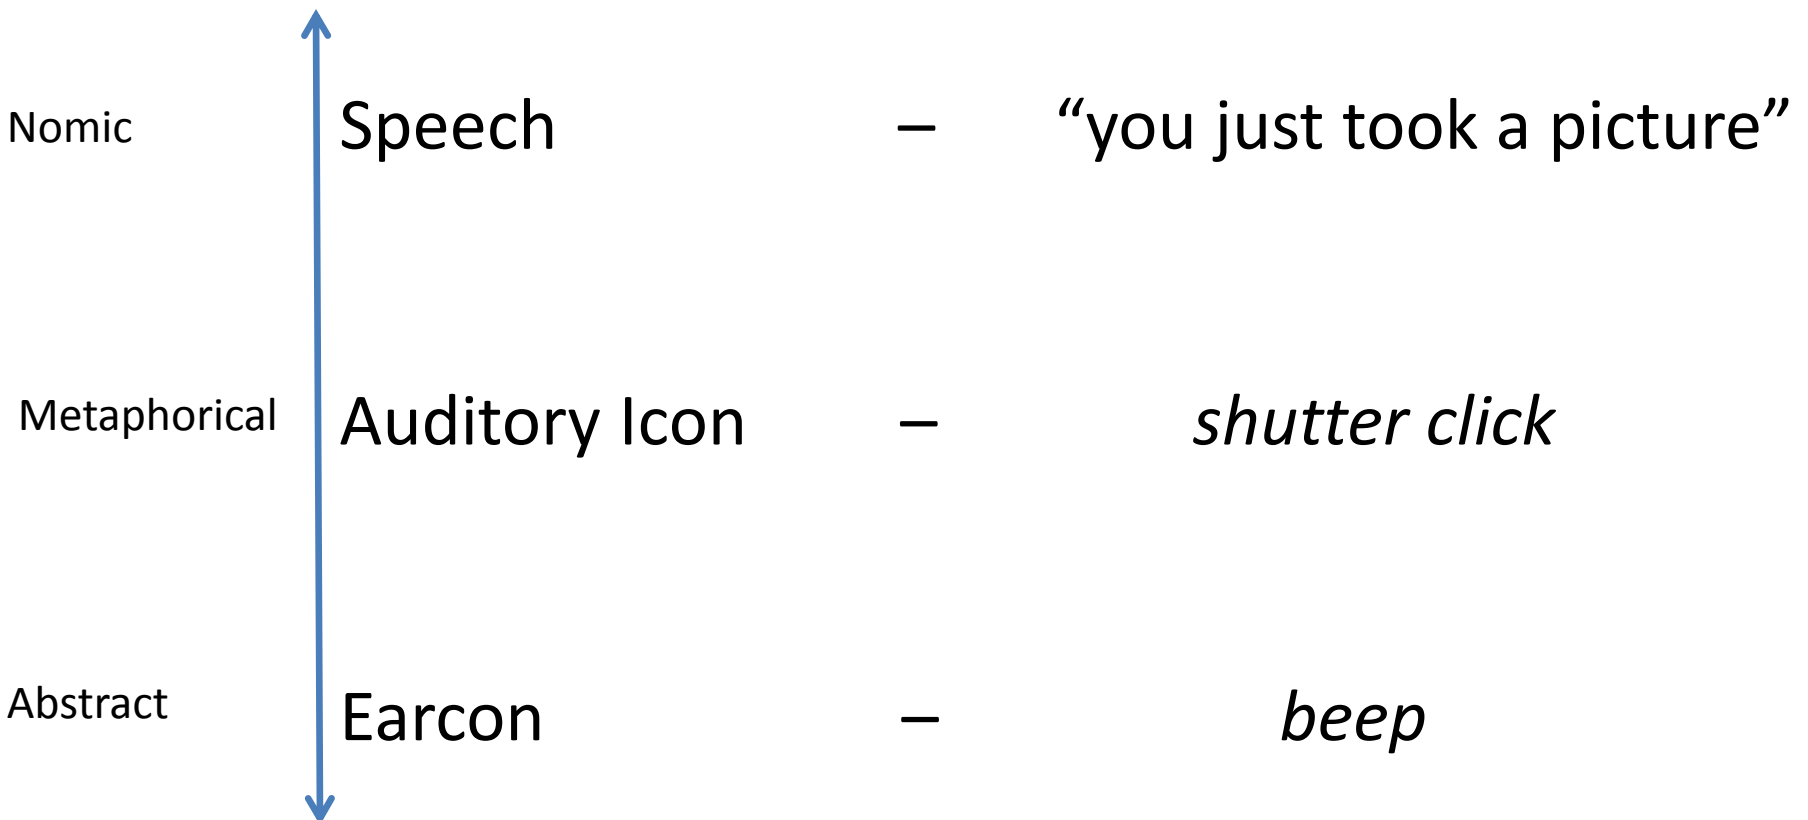 Nomic Speech – “you just took a picture”
Metaphorical Auditory Icon – shutter click
Abstract Earcon – beep